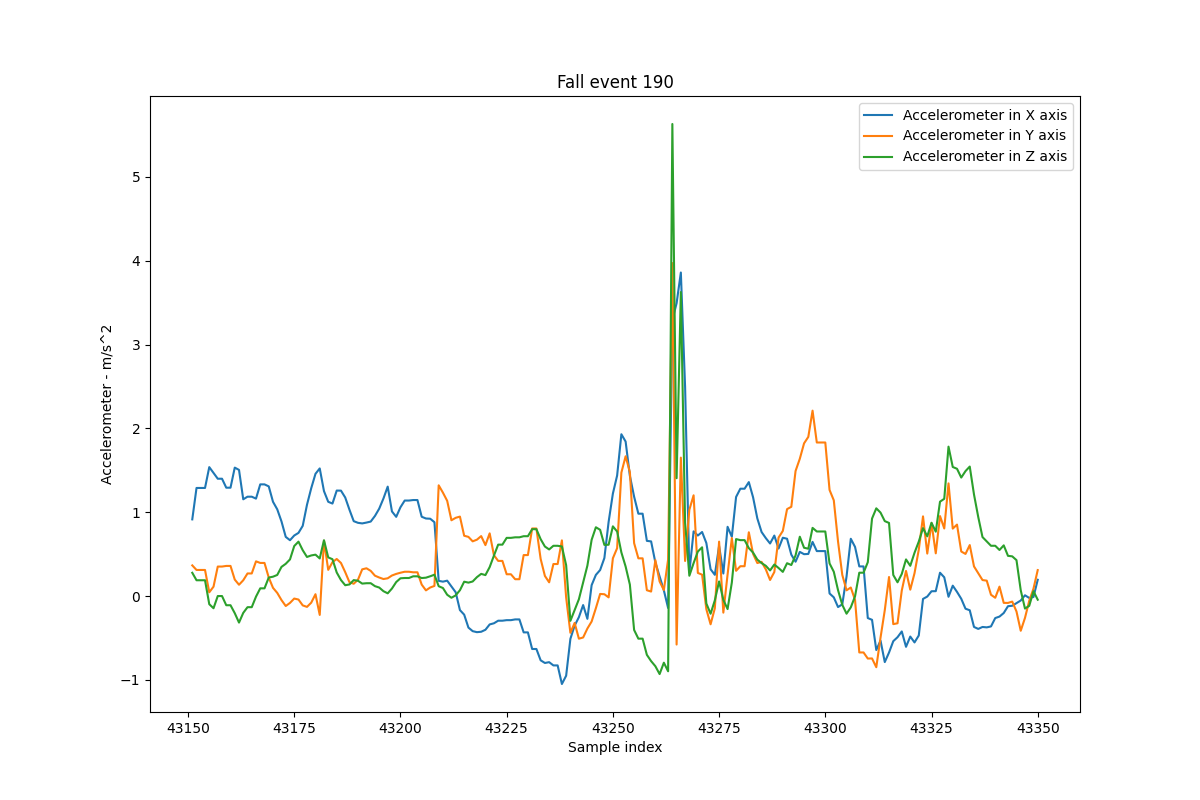 Fall event 190
Accelerometer in X axis
Accelerometer in Y axis
Accelerometer in Z axis
Accelerometer - m/s^2
5
4
3
2
1
0
−1
43150 43175 43200 43225 43250 43275 43300 43325 43350
Sample index